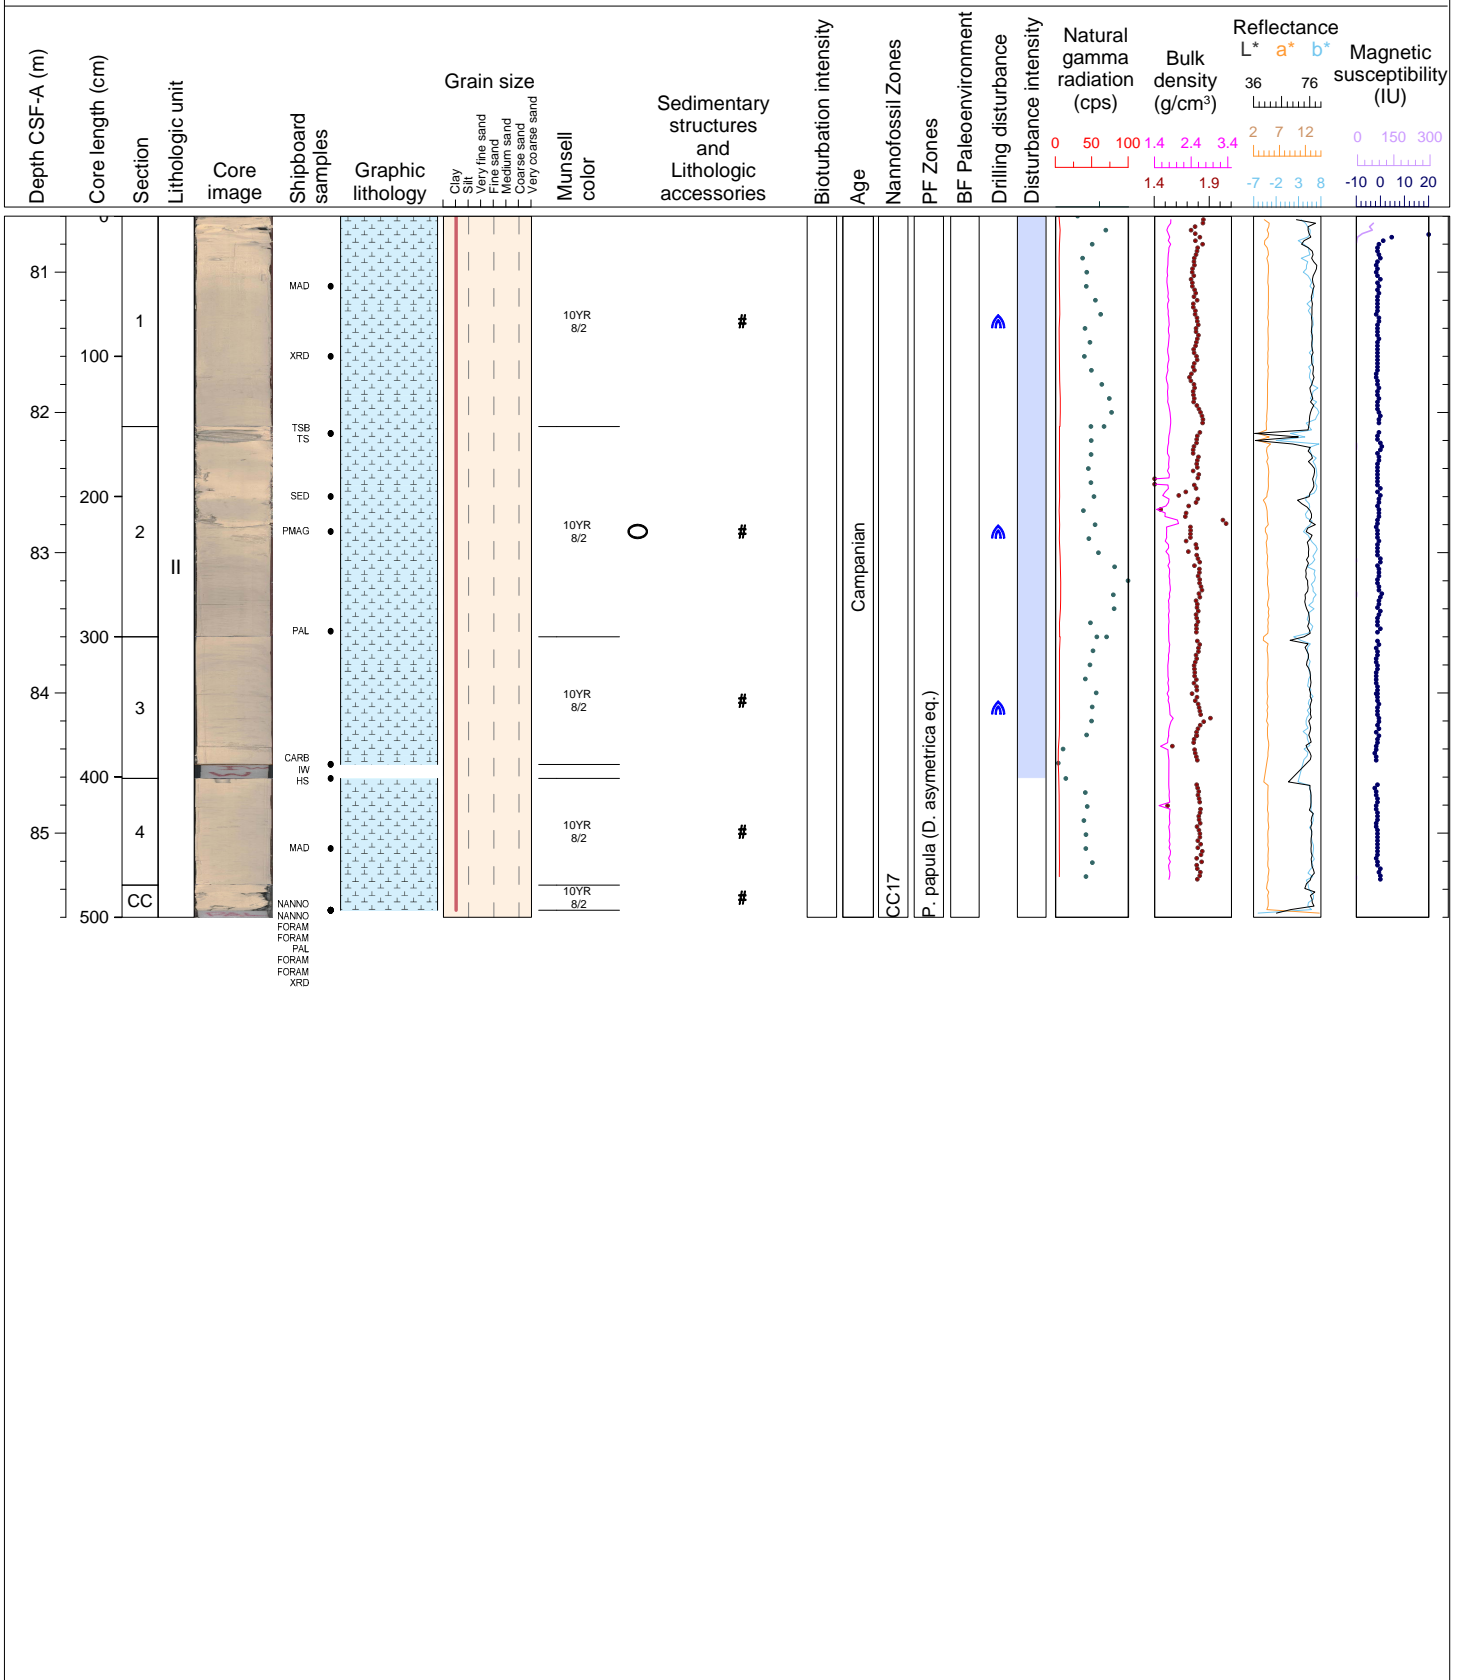 Depth CSF-A (m)
Core length (cm)
Section
Lithologic unit
Core
image
Shipboard
samples
Graphic
lithology
Grain size
Clay
Silt
Very fine sand
Fine sand
Medium sand
Coarse sand
Very coarse sand
Munsell
color
Sedimentary
structures
and
Lithologic
accessories
Bioturbation intensity
Age
Nannofossil Zones
PF Zones
BF Paleoenvironment
Drilling disturbance
Disturbance intensity
Natural
gamma
radiation
(cps)
0 50 100
Bulk
density
(g/cm³)
1.4 2.4 3.4
1.4 1.9
Reflectance
L* a* b*
36 76
2 7 12
-7 -2 3 8
Magnetic
susceptibility
(IU)
0 150 300
-10 0 10 20
0
81
MAD
1
10YR
8/2
#
100
XRD
82
TSB
TS
200
SED
2
PMAG
10YR
8/2
#
83
II
Campanian
300
PAL
84
3
10YR
8/2
#
CARB
IW
400
HS
85
4
10YR
8/2
#
MAD
CC
10YR
8/2
#
CC17
P. papula (D. asymetrica eq.)
500
NANNO
NANNO
FORAM
FORAM
PAL
FORAM
FORAM
XRD